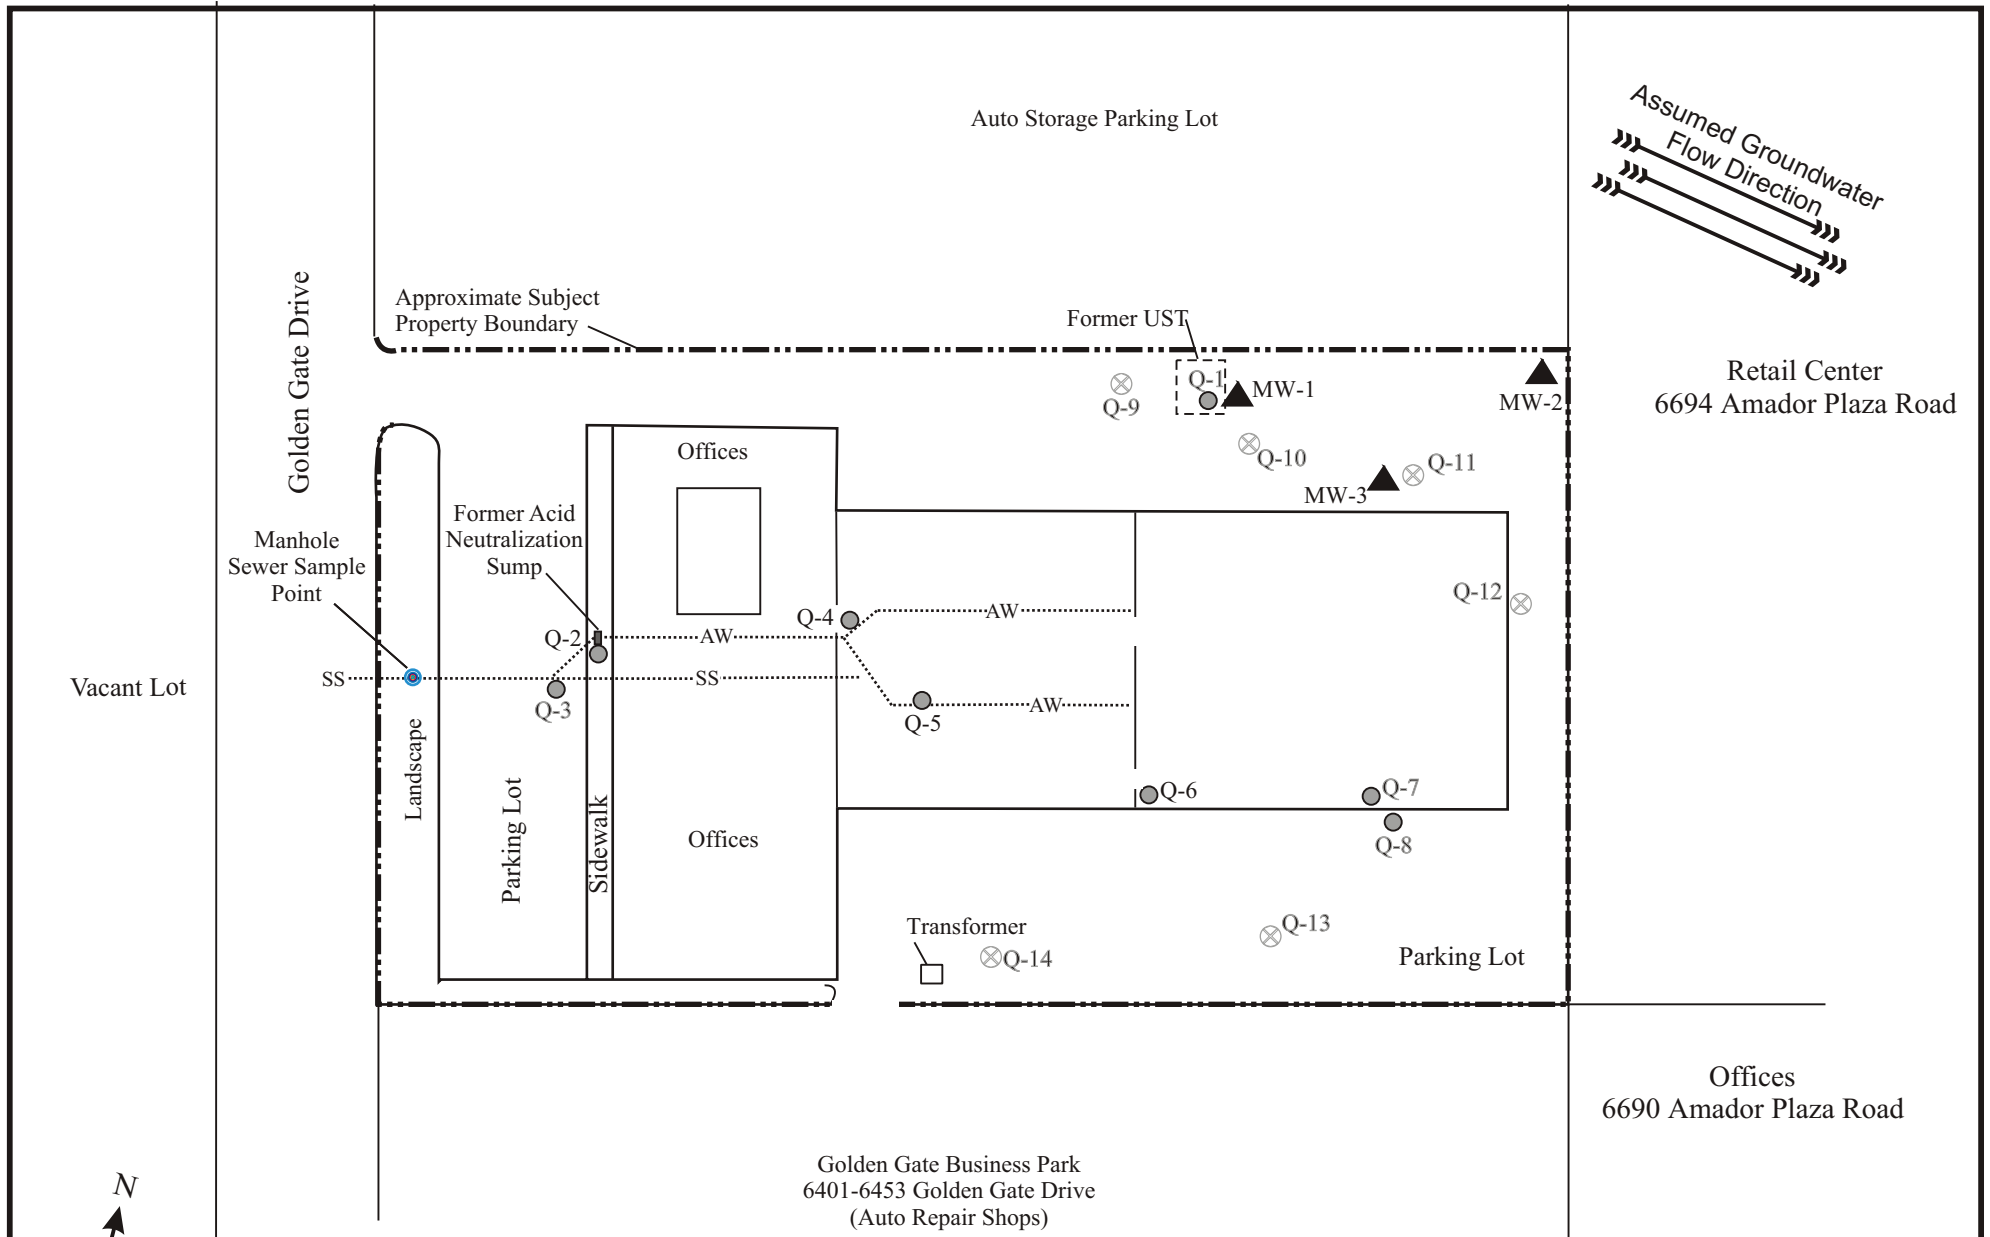 Auto Storage Parking Lot
Assumed Groundwater
Flow Direction
Golden Gate Drive
Approximate Subject
Property Boundary
Former UST
Q-1
MW-1
MW-2
Q-9
Retail Center
6694 Amador Plaza Road
Offices
Q-10
Q-11
MW-3
Former Acid
Neutralization
Sump
Manhole
Sewer Sample
Point
Q-12
Q-4
AW
Q-2
AW
SS
SS
Vacant Lot
Q-3
AW
Q-5
Landscape
Parking Lot
Sidewalk
Q-6
Q-7
Offices
Q-8
Transformer
Q-13
Q-14
Parking Lot
Offices
6690 Amador Plaza Road
Golden Gate Business Park
6401-6453 Golden Gate Drive
(Auto Repair Shops)
N